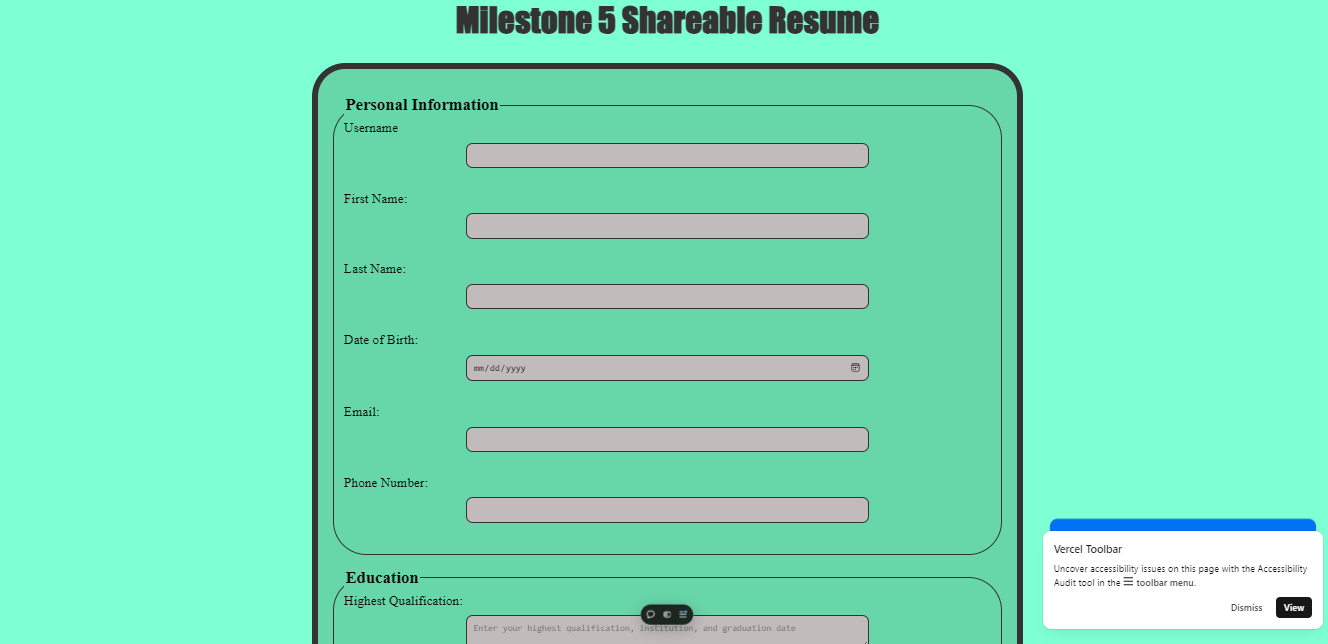 Milestone 5 Shareable Resume
Personal Information
Username
First Name:
Last Name:
Date of Birth:
mm/dd/yyyy
Email:
Phone Number:
Education
Highest Qualification:
Enter your highest qualification, institution, and graduation date
Vercel Toolbar
Uncover accessibility issues on this page with the Accessibility
Audit tool in the toolbar menu.
Dismiss
View